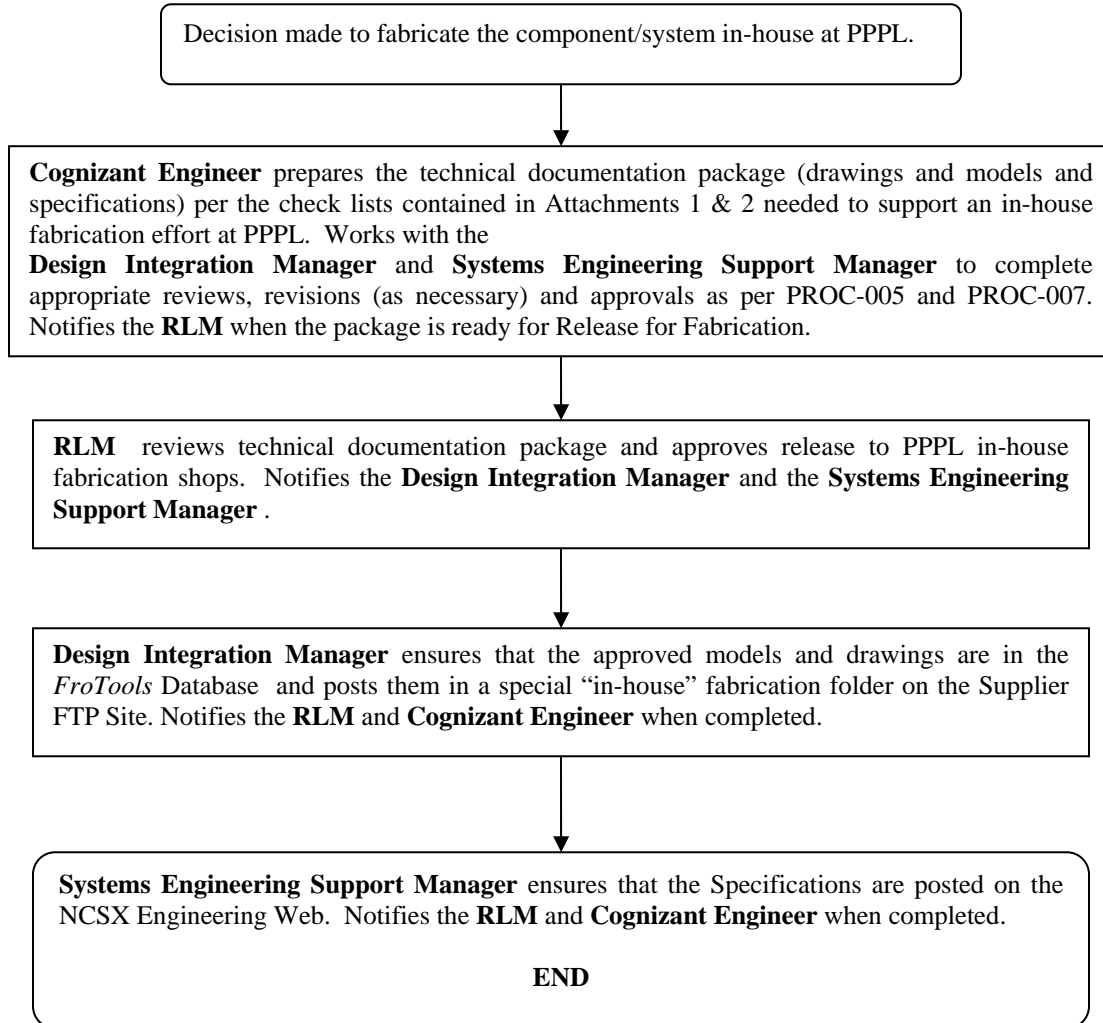 Decision made to fabricate the component/system in-house at PPPL.
Cognizant Engineer prepares the technical documentation package (drawings and models and
specifications) per the check lists contained in Attachments 1 & 2 needed to support an in-house
fabrication effort at PPPL. Works with the
Design Integration Manager and Systems Engineering Support Manager to complete
appropriate reviews, revisions (as necessary) and approvals as per PROC-005 and PROC-007.
Notifies the RLM when the package is ready for Release for Fabrication.
RLM reviews technical documentation package and approves release to PPPL in-house
fabrication shops. Notifies the Design Integration Manager and the Systems Engineering
Support Manager .
Design Integration Manager ensures that the approved models and drawings are in the
FroTools Database and posts them in a special “in-house” fabrication folder on the Supplier
FTP Site. Notifies the RLM and Cognizant Engineer when completed.
Systems Engineering Support Manager ensures that the Specifications are posted on the
NCSX Engineering Web. Notifies the RLM and Cognizant Engineer when completed.
END